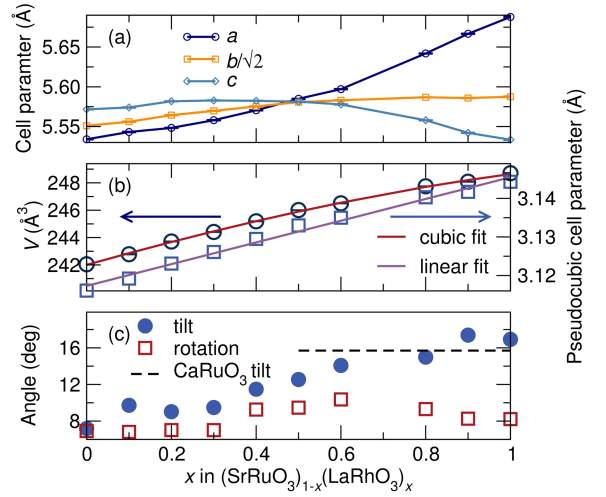 Cell paramter (Å)
5.65
5.60
5.55
(a)
a
b/√2
c
V (Å³)
248
246
244
242
(b)
cubic fit
linear fit
3.14
3.13
3.12
Pseudocubic cell parameter (Å)
Angle (deg)
16
12
8
(c)
tilt
rotation
CaRuO₃ tilt
0 0.2 0.4 0.6 0.8 1
x in (SrRuO₃)₁₋ₓ(LaRhO₃)ₓ